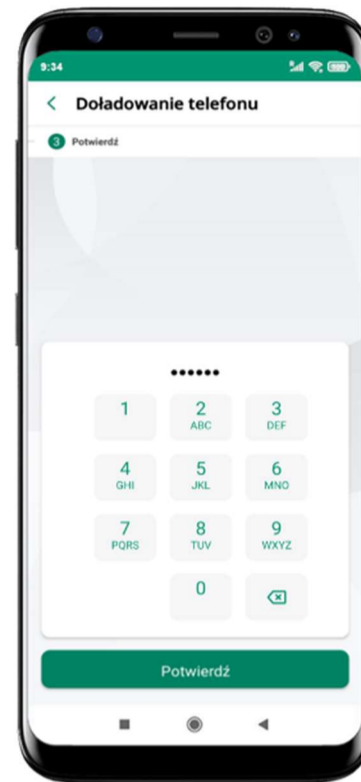 9:34
Doładowanie telefonu
3 Potwierdź
••••••
1 2 3
ABC DEF
4 5 6
GHI JKL MNO
7 8 9
PQRS TUV WXYZ
0
Potwierdź